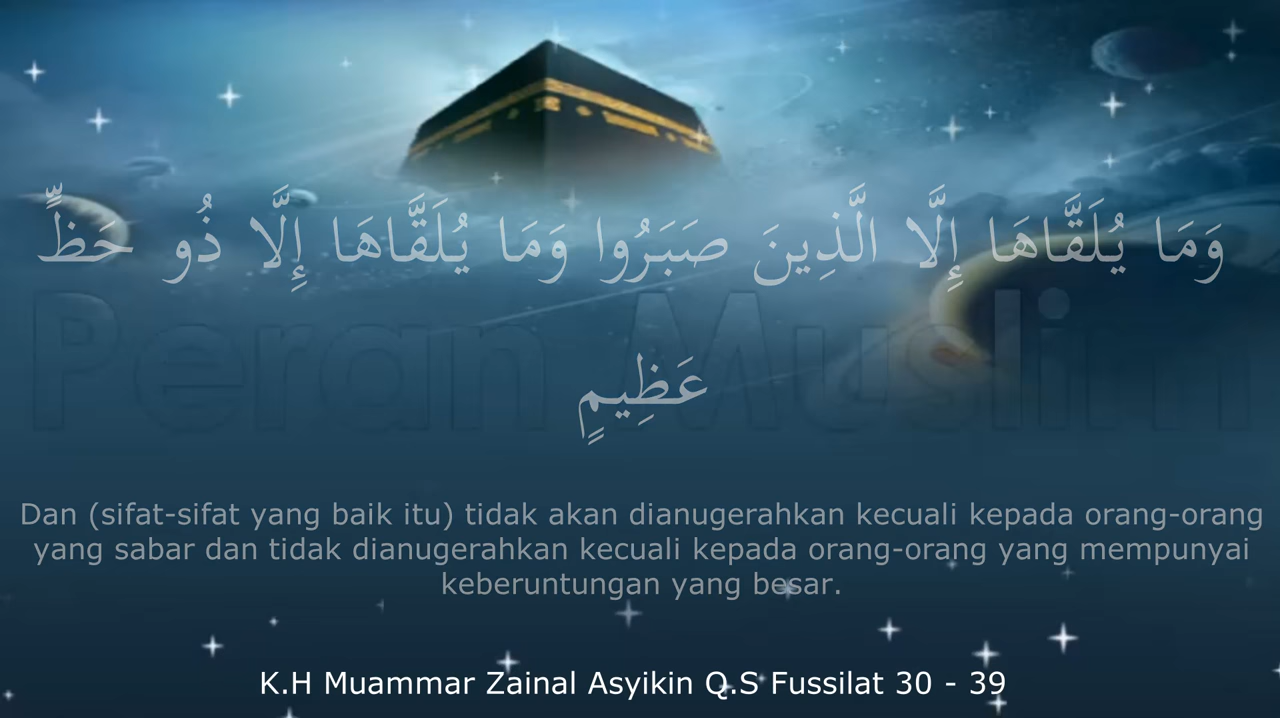 وَمَا يُلَقَّاهَا إِلَّا الَّذِينَ صَبَرُوا وَمَا يُلَقَّاهَا إِلَّا ذُو حَظٍّ
عَظِيمٍ
Peran Muslim
Dan (sifat-sifat yang baik itu) tidak akan dianugerahkan kecuali kepada orang-orang
yang sabar dan tidak dianugerahkan kecuali kepada orang-orang yang mempunyai
keberuntungan yang besar.
K.H Muammar Zainal Asyikin Q.S Fussilat 30 - 39